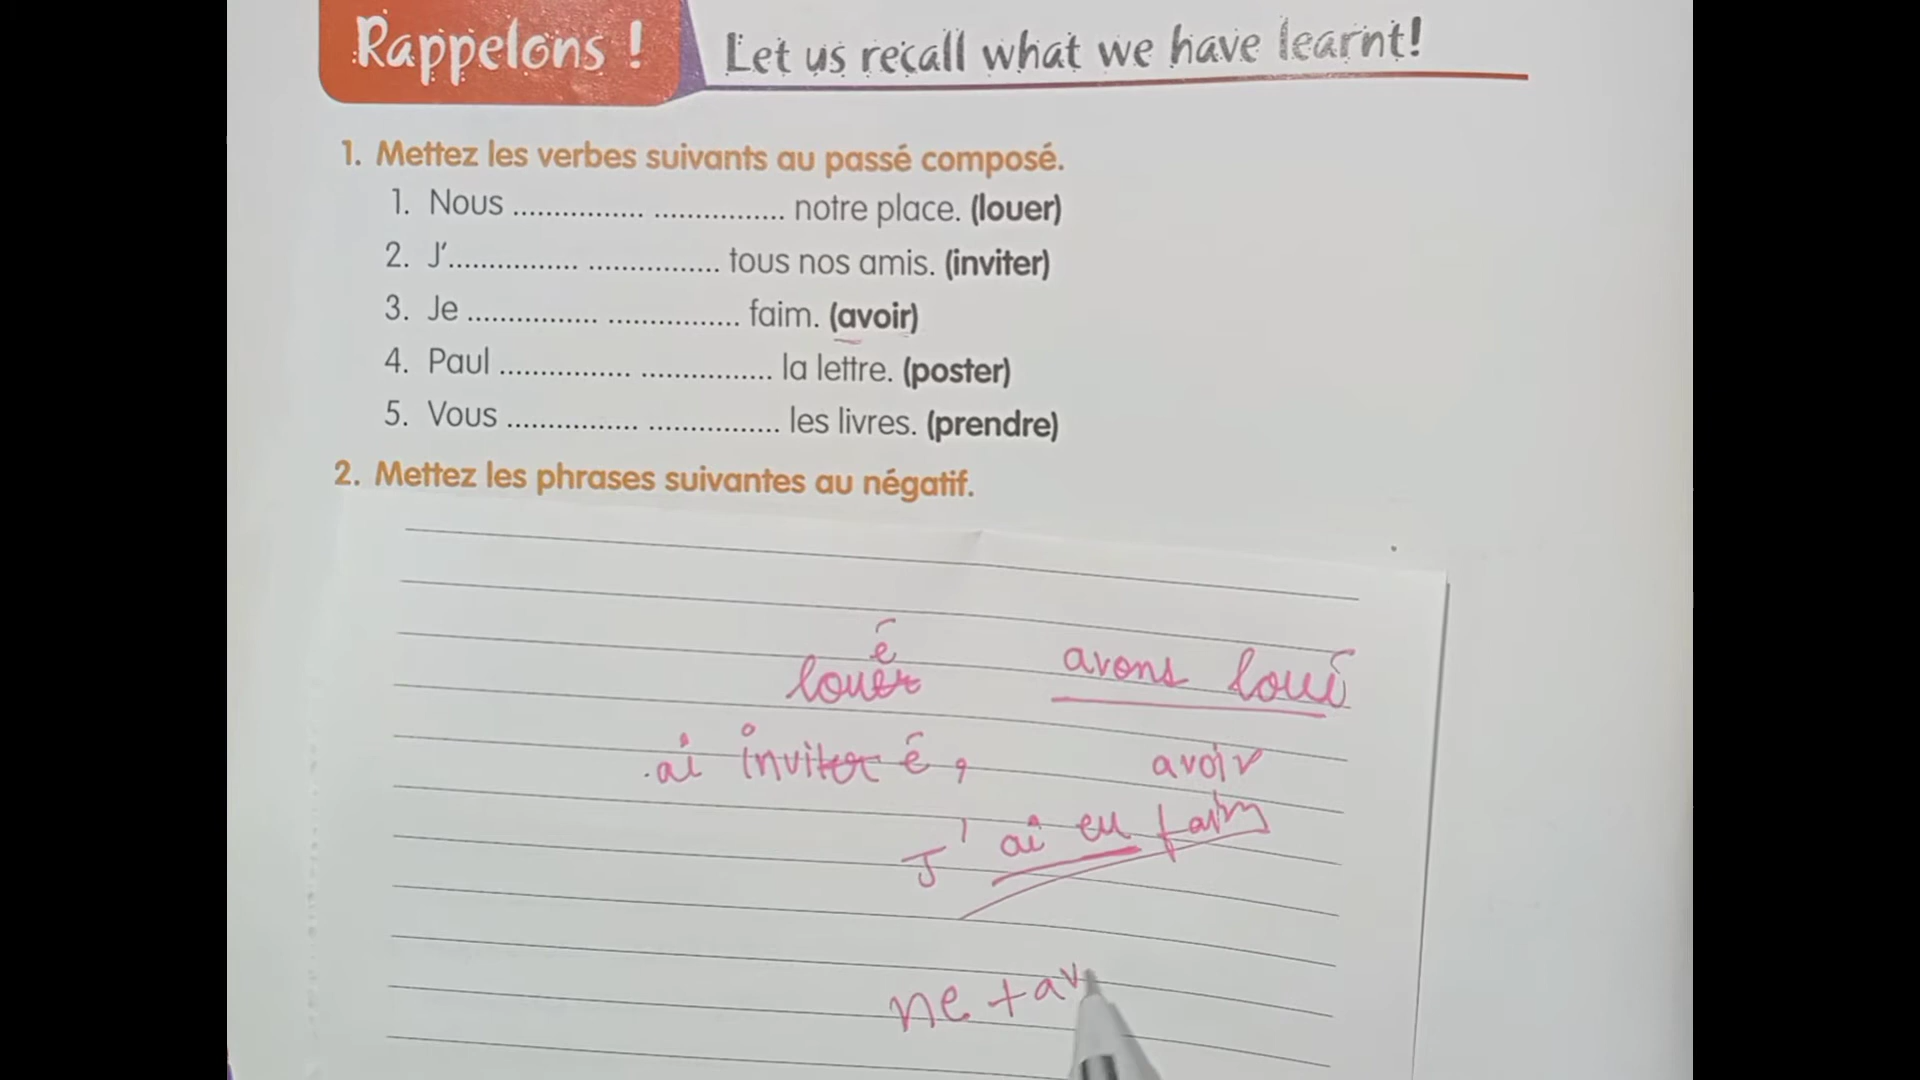 Rappelons ! Let us recall what we have learnt!
1. Mettez les verbes suivants au passé composé.
1. Nous ................ ................ notre place. (louer)
2. J'................ ................ tous nos amis. (inviter)
3. Je ................ ................ faim. (avoir)
4. Paul ................ ................ la lettre. (poster)
5. Vous ................ ................ les livres. (prendre)
2. Mettez les phrases suivantes au négatif.
é
louer avons loué
ai inviter é, avoir
J'ai eu faim
ne + av